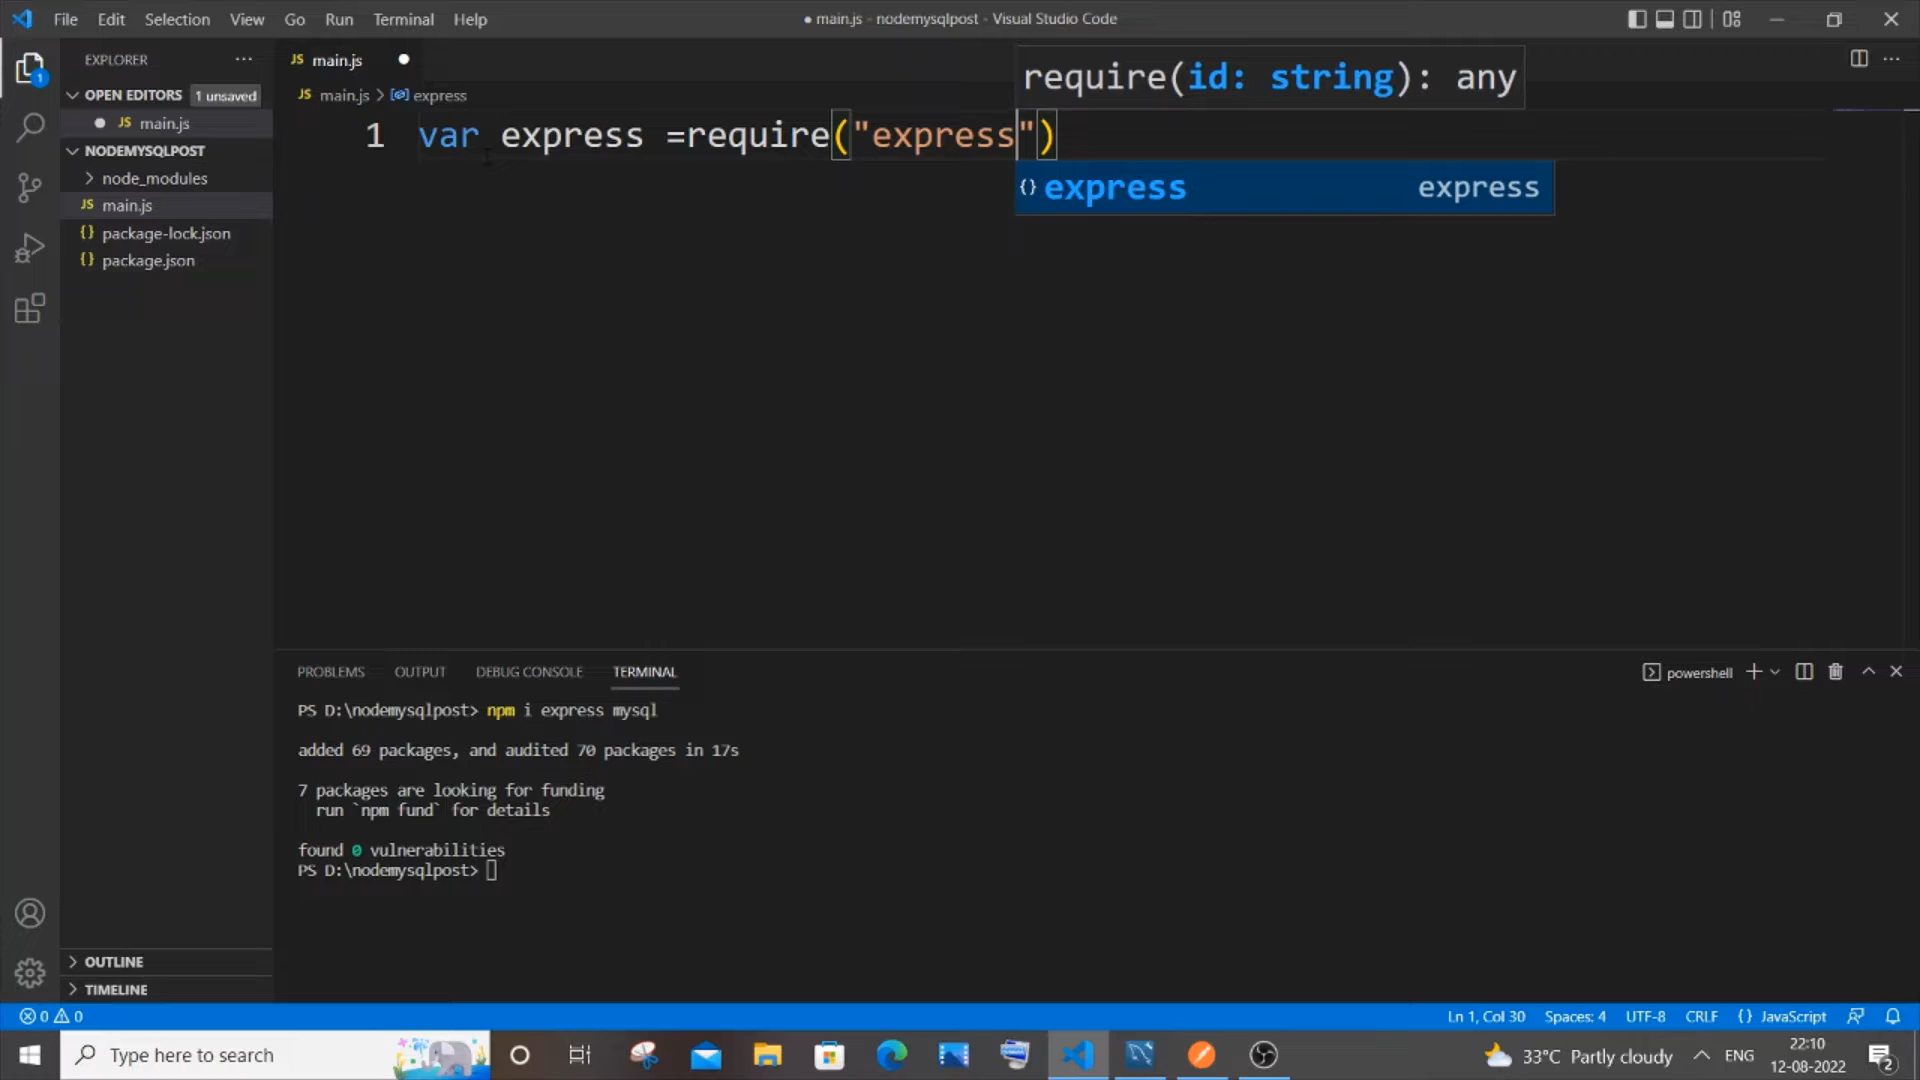 File Edit Selection View Go Run Terminal Help
● main.js - nodemysqlpost - Visual Studio Code
EXPLORER
OPEN EDITORS 1 unsaved
JS main.js
NODEMYSQLPOST
node_modules
JS main.js
{} package-lock.json
{} package.json
OUTLINE
TIMELINE
1
JS main.js
JS main.js > express
require(id: string): any
1 var express =require("express")
{} express express
PROBLEMS OUTPUT DEBUG CONSOLE TERMINAL
powershell
PS D:\nodemysqlpost> npm i express mysql
added 69 packages, and audited 70 packages in 17s
7 packages are looking for funding
run `npm fund` for details
found 0 vulnerabilities
PS D:\nodemysqlpost>
0 0
Ln 1, Col 30 Spaces: 4 UTF-8 CRLF {} JavaScript
Type here to search
33°C Partly cloudy
ENG
22:10
12-08-2022
2